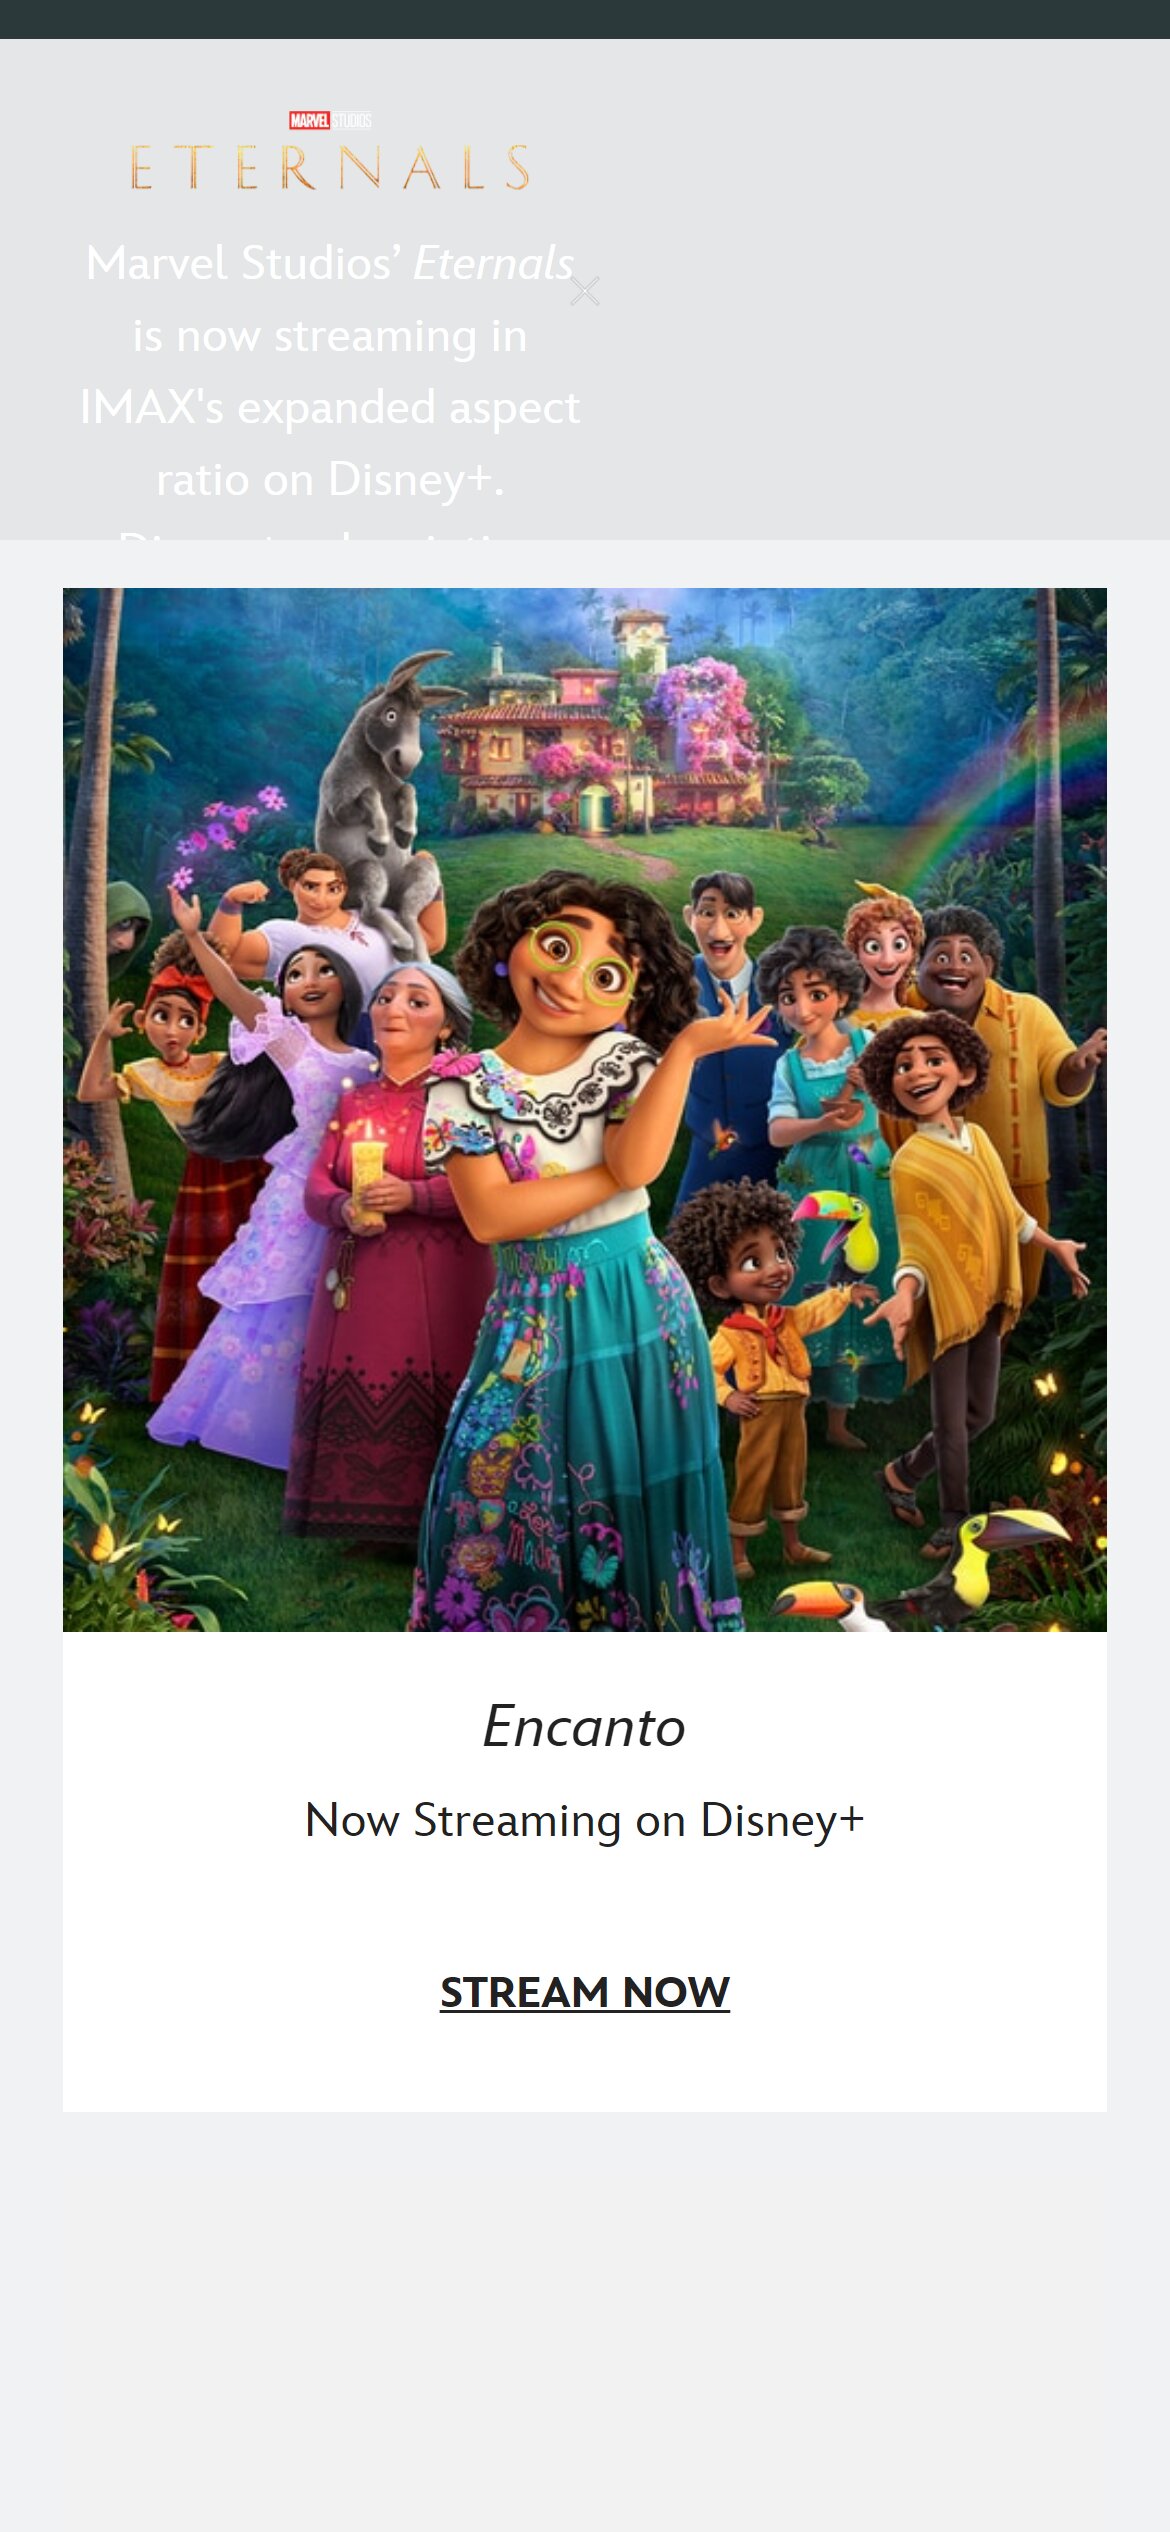 MARVEL STUDIOS
ETERNALS
Marvel Studios’ Eternals
is now streaming in
IMAX's expanded aspect
ratio on Disney+.
Encanto
Now Streaming on Disney+
STREAM NOW